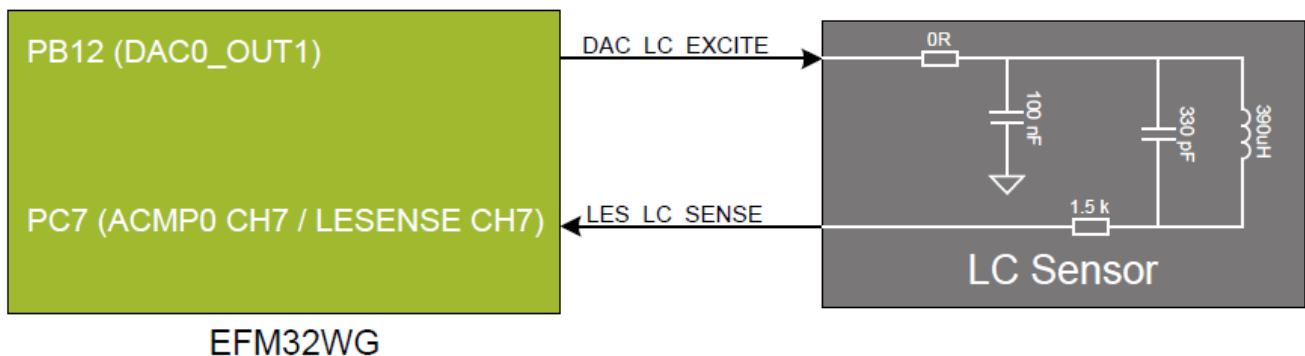 PB12 (DAC0_OUT1)
DAC_LC_EXCITE
0R
100 nF
330 pF
390uH
PC7 (ACMP0 CH7 / LESENSE CH7)
LES_LC_SENSE
1.5 k
LC Sensor
EFM32WG